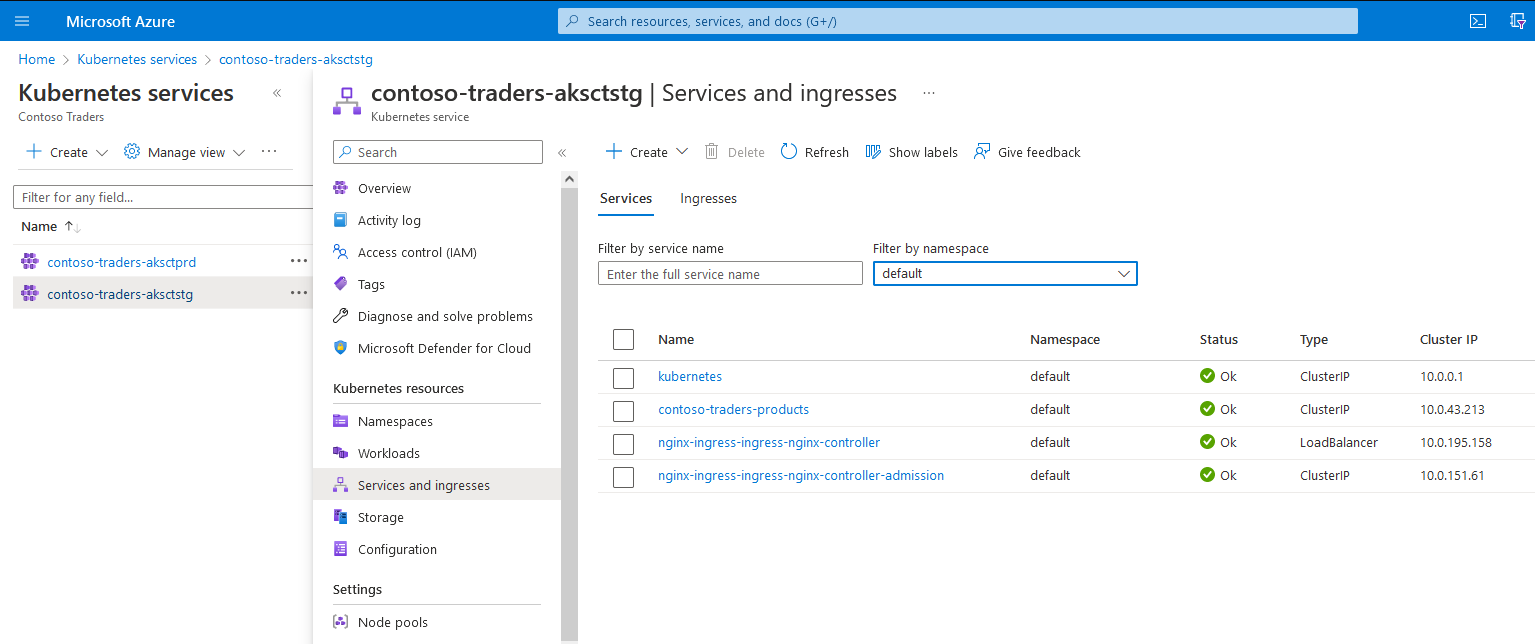 Microsoft Azure
Search resources, services, and docs (G+/)
Home > Kubernetes services > contoso-traders-aksctstg
Kubernetes services
Contoso Traders
Create
Manage view
Filter for any field...
Name
contoso-traders-aksctprd
contoso-traders-aksctstg
contoso-traders-aksctstg | Services and ingresses
Kubernetes service
Search
Overview
Activity log
Access control (IAM)
Tags
Diagnose and solve problems
Microsoft Defender for Cloud
Kubernetes resources
Namespaces
Workloads
Services and ingresses
Storage
Configuration
Settings
Node pools
Create Delete Refresh Show labels Give feedback
Services Ingresses
Filter by service name Filter by namespace
Enter the full service name default
Name Namespace Status Type Cluster IP
kubernetes default Ok ClusterIP 10.0.0.1
contoso-traders-products default Ok ClusterIP 10.0.43.213
nginx-ingress-ingress-nginx-controller default Ok LoadBalancer 10.0.195.158
nginx-ingress-ingress-nginx-controller-admission default Ok ClusterIP 10.0.151.61